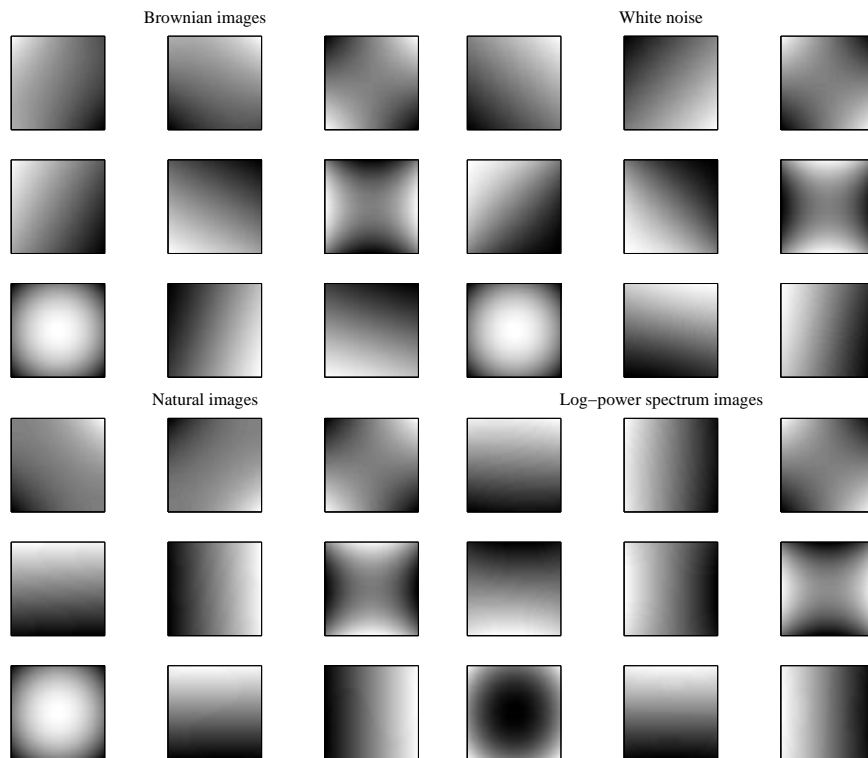 Brownian images
White noise
Natural images
Log−power spectrum images